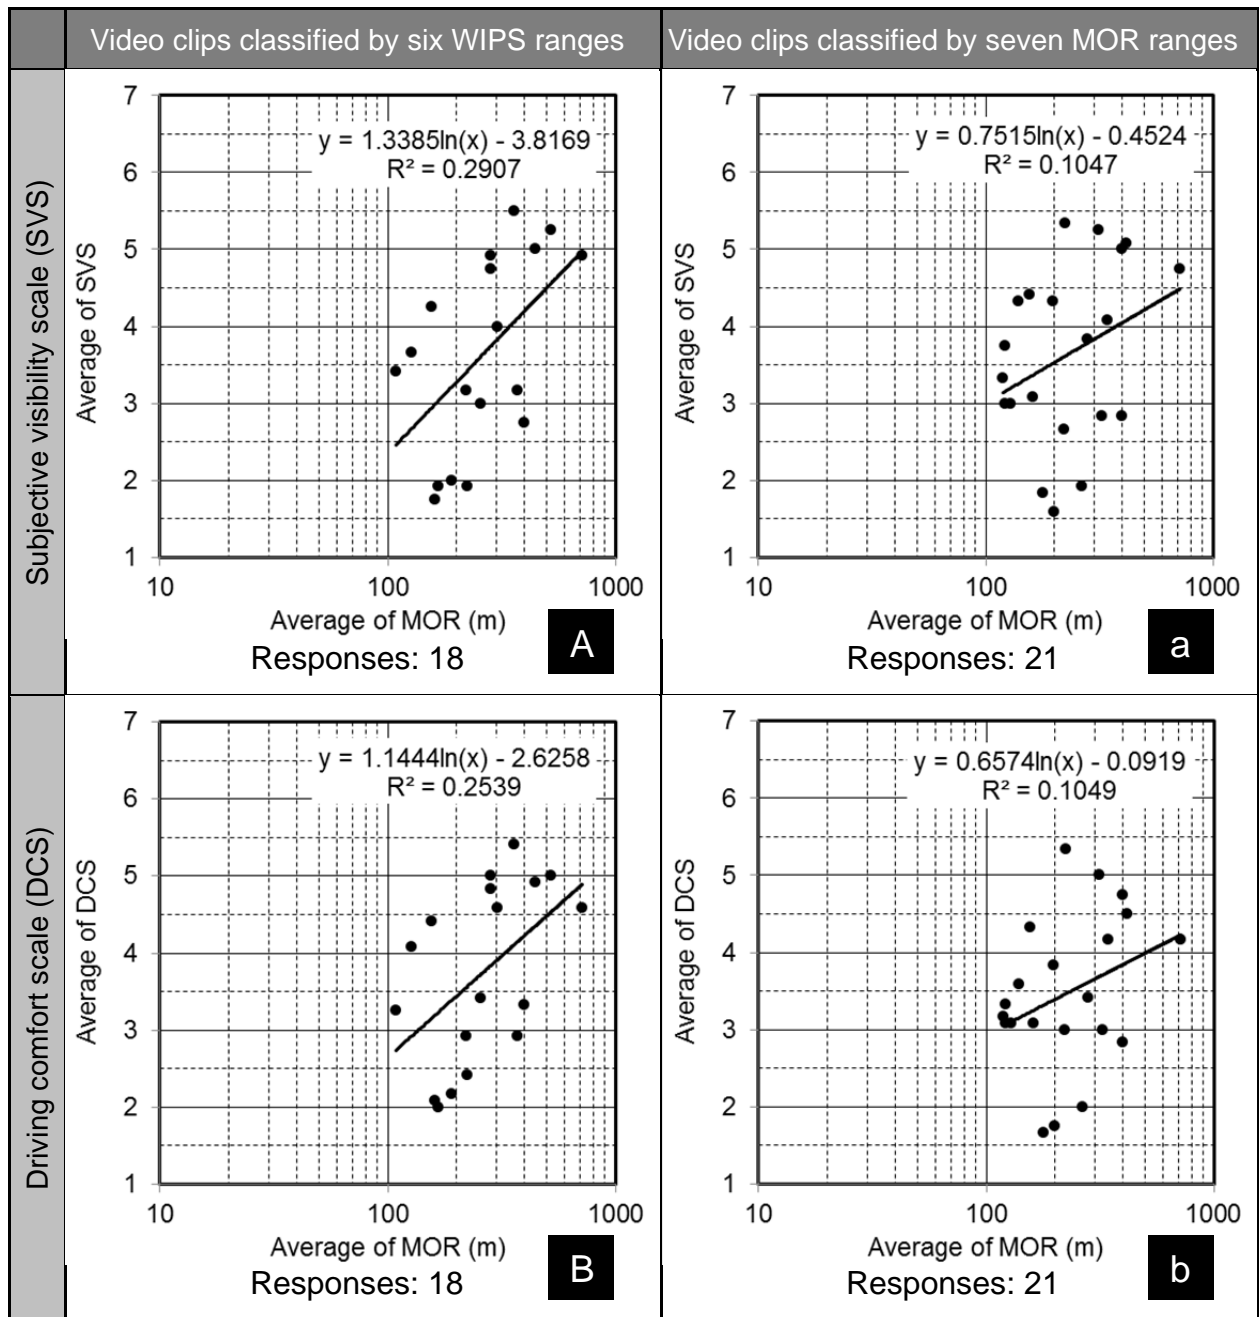 Video clips classified by six WIPS ranges
Video clips classified by seven MOR ranges
Subjective visibility scale (SVS)
7
6
5
4
3
2
1
Average of SVS
y = 1.3385ln(x) - 3.8169
R² = 0.2907
10
100
1000
Average of MOR (m)
Responses: 18
A
7
6
5
4
3
2
1
Average of SVS
y = 0.7515ln(x) - 0.4524
R² = 0.1047
10
100
1000
Average of MOR (m)
Responses: 21
a
Driving comfort scale (DCS)
7
6
5
4
3
2
1
Average of DCS
y = 1.1444ln(x) - 2.6258
R² = 0.2539
10
100
1000
Average of MOR (m)
Responses: 18
B
7
6
5
4
3
2
1
Average of DCS
y = 0.6574ln(x) - 0.0919
R² = 0.1049
10
100
1000
Average of MOR (m)
Responses: 21
b